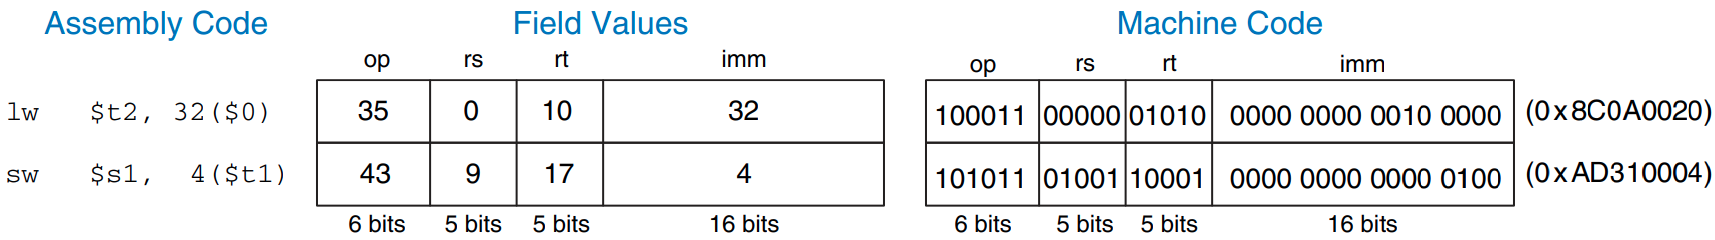 Assembly Code Field Values Machine Code
op rs rt imm op rs rt imm
lw $t2, 32($0) 35 0 10 32 100011 00000 01010 0000 0000 0010 0000 (0x8C0A0020)
sw $s1, 4($t1) 43 9 17 4 101011 01001 10001 0000 0000 0000 0100 (0xAD310004)
6 bits 5 bits 5 bits 16 bits 6 bits 5 bits 5 bits 16 bits